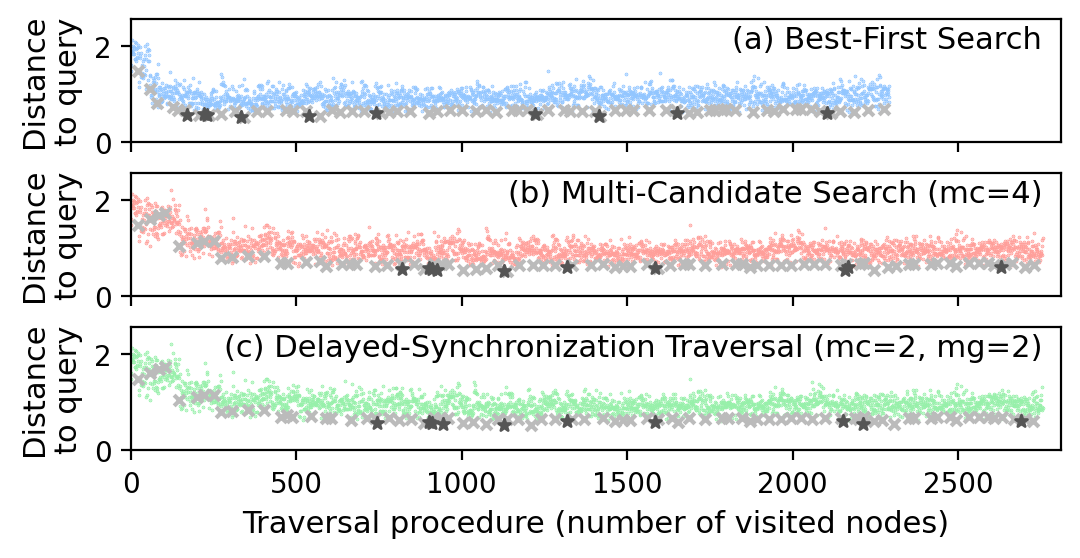 (a) Best-First Search
Distance
to query
2
0
(b) Multi-Candidate Search (mc=4)
Distance
to query
2
0
(c) Delayed-Synchronization Traversal (mc=2, mg=2)
Distance
to query
2
0
0 500 1000 1500 2000 2500
Traversal procedure (number of visited nodes)